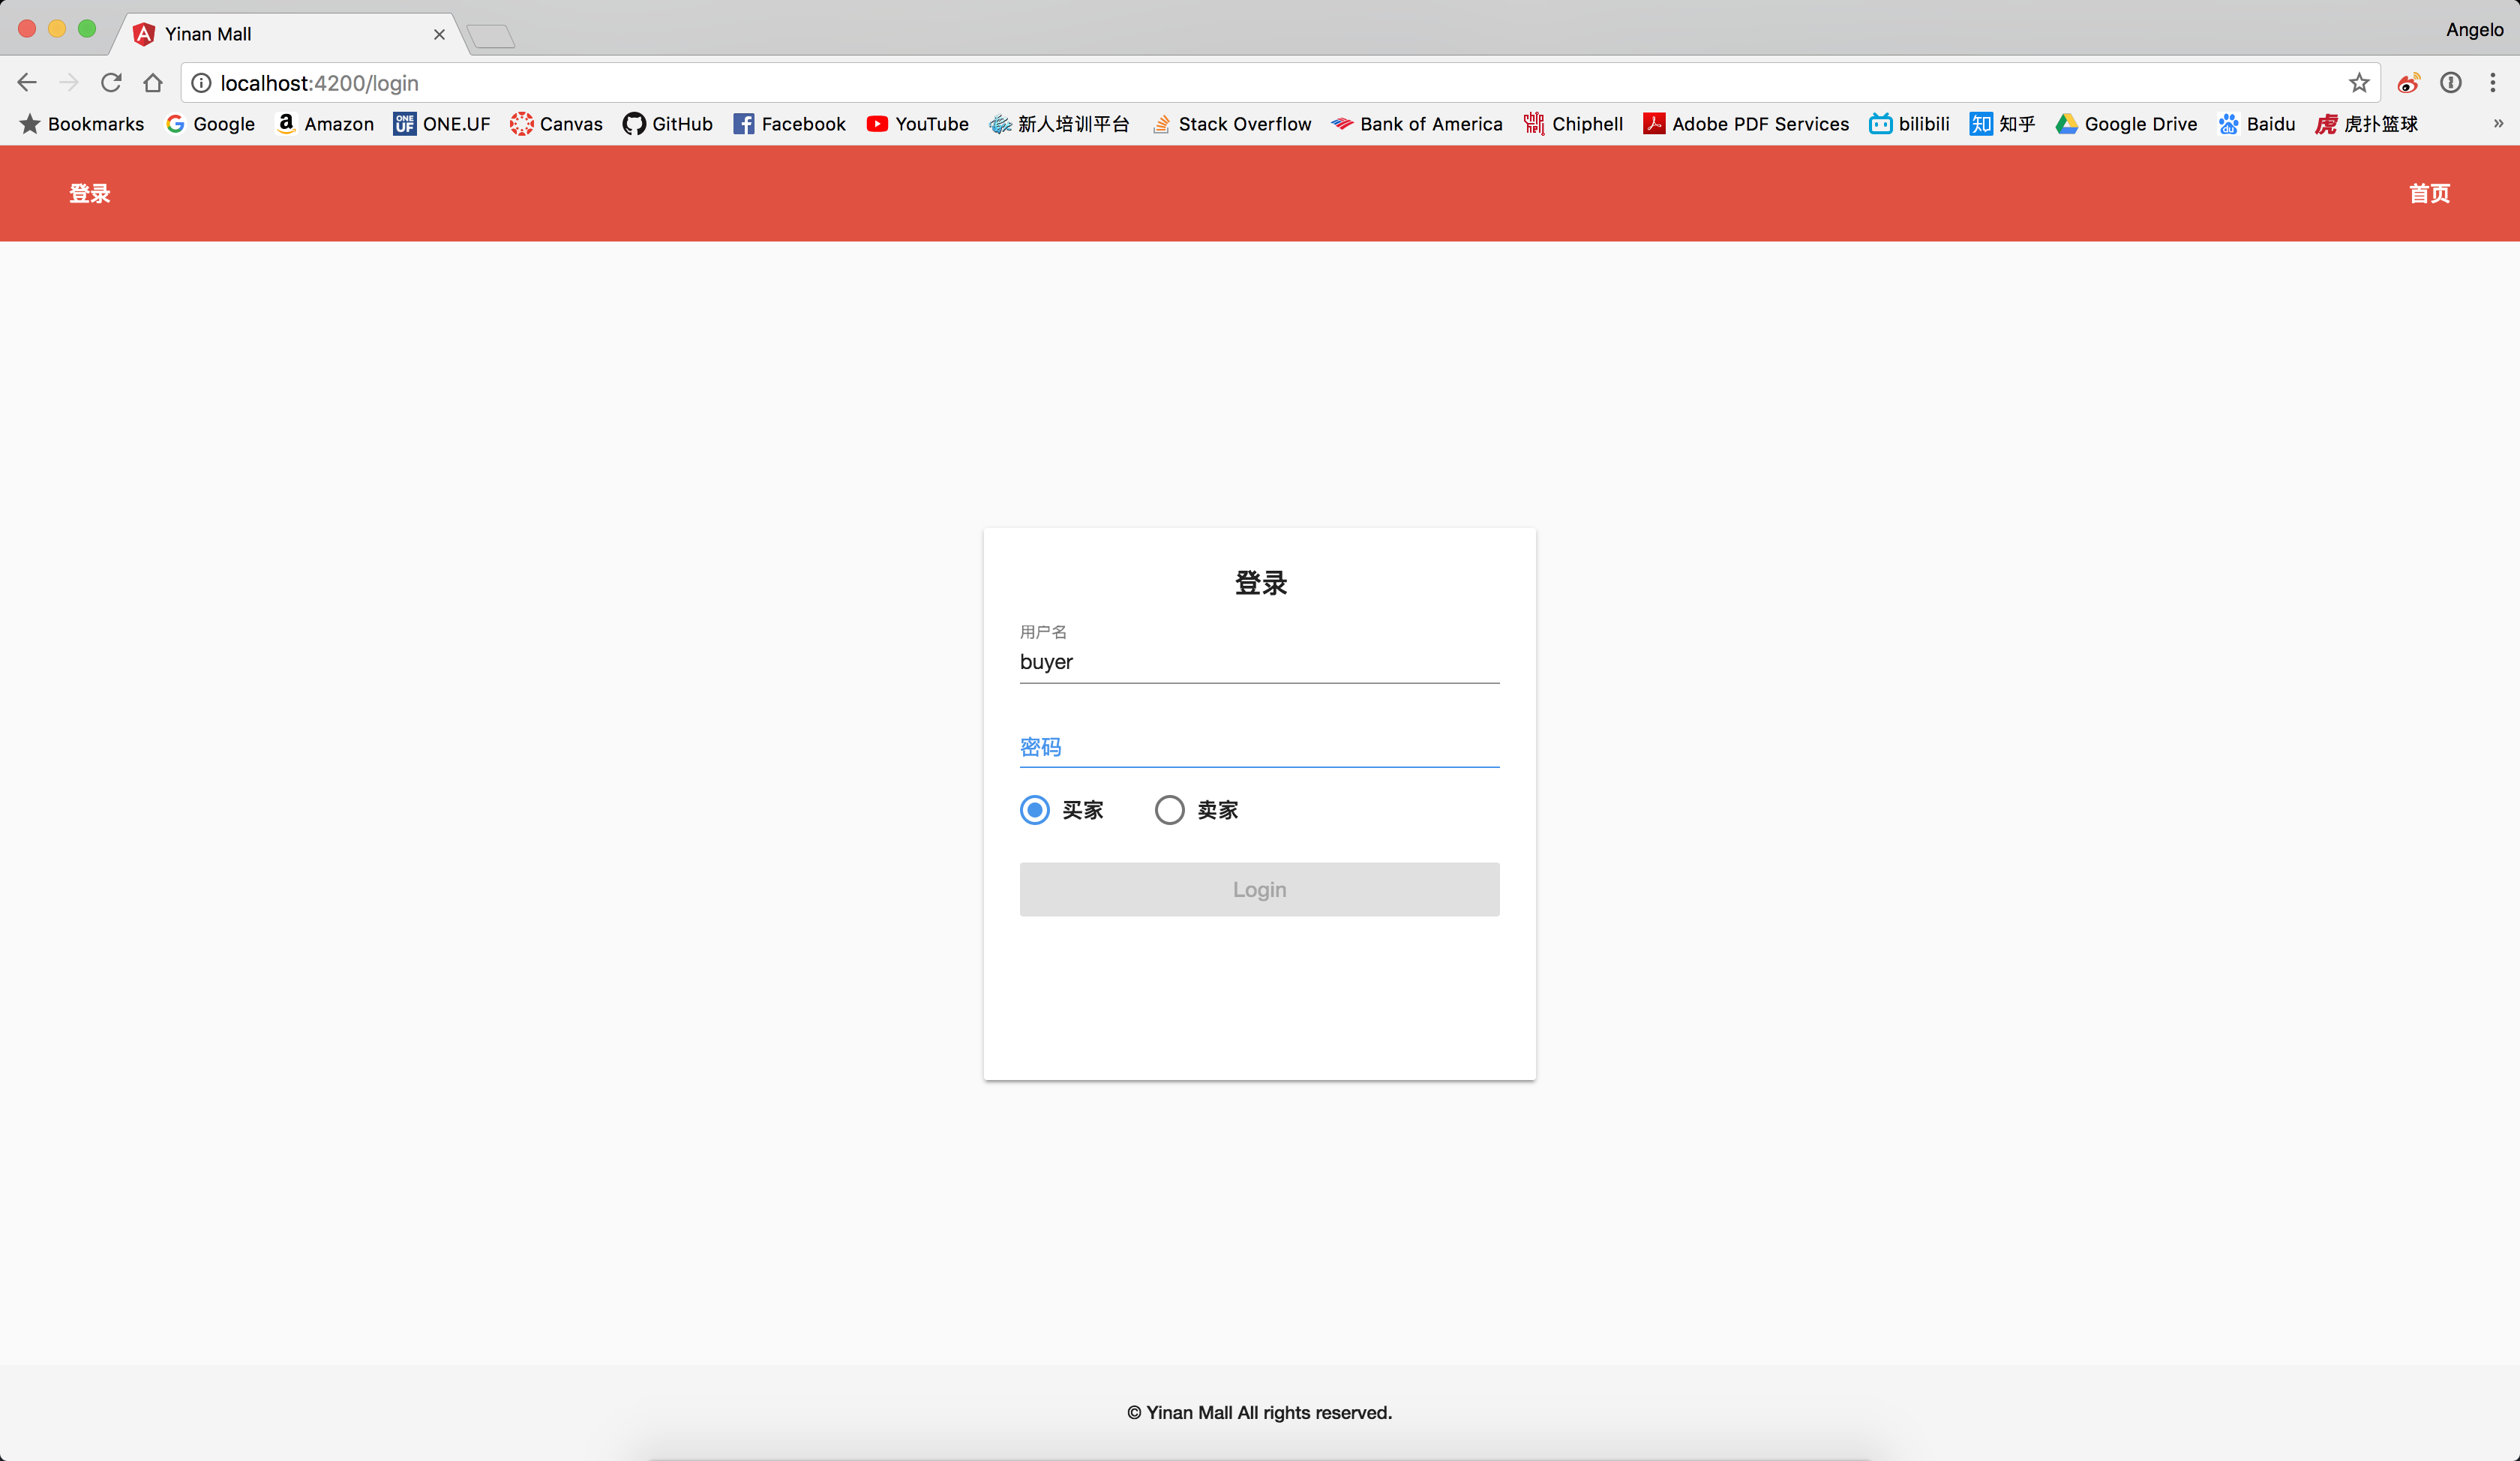 Yinan Mall
Angelo
localhost:4200/login
Bookmarks Google Amazon ONE.UF Canvas GitHub Facebook YouTube 新人培训平台 Stack Overflow Bank of America Chiphell Adobe PDF Services bilibili 知乎 Google Drive Baidu 虎扑篮球 »
登录 首页
登录
用户名
buyer
密码
买家 卖家
Login
© Yinan Mall All rights reserved.